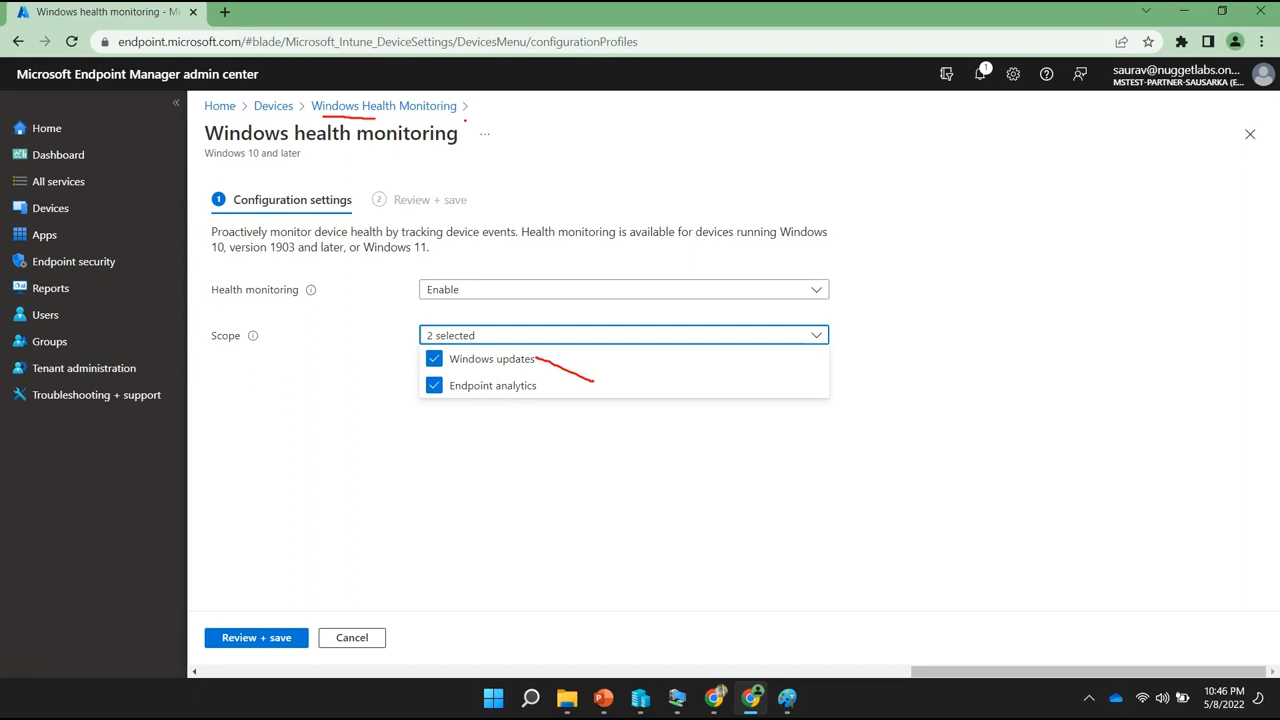 Windows health monitoring - M
endpoint.microsoft.com/#blade/Microsoft_Intune_DeviceSettings/DevicesMenu/configurationProfiles
Microsoft Endpoint Manager admin center
1
saurav@nuggetlabs.on...
MSTEST-PARTNER-SAUSARKA (E...
Home > Devices > Windows Health Monitoring >
Windows health monitoring ...
Windows 10 and later
Home
Dashboard
All services
Devices
Apps
Endpoint security
Reports
Users
Groups
Tenant administration
Troubleshooting + support
1 Configuration settings
2 Review + save
Proactively monitor device health by tracking device events. Health monitoring is available for devices running Windows
10, version 1903 and later, or Windows 11.
Health monitoring
Enable
Scope
2 selected
Windows updates
Endpoint analytics
Review + save
Cancel
10:46 PM
5/8/2022